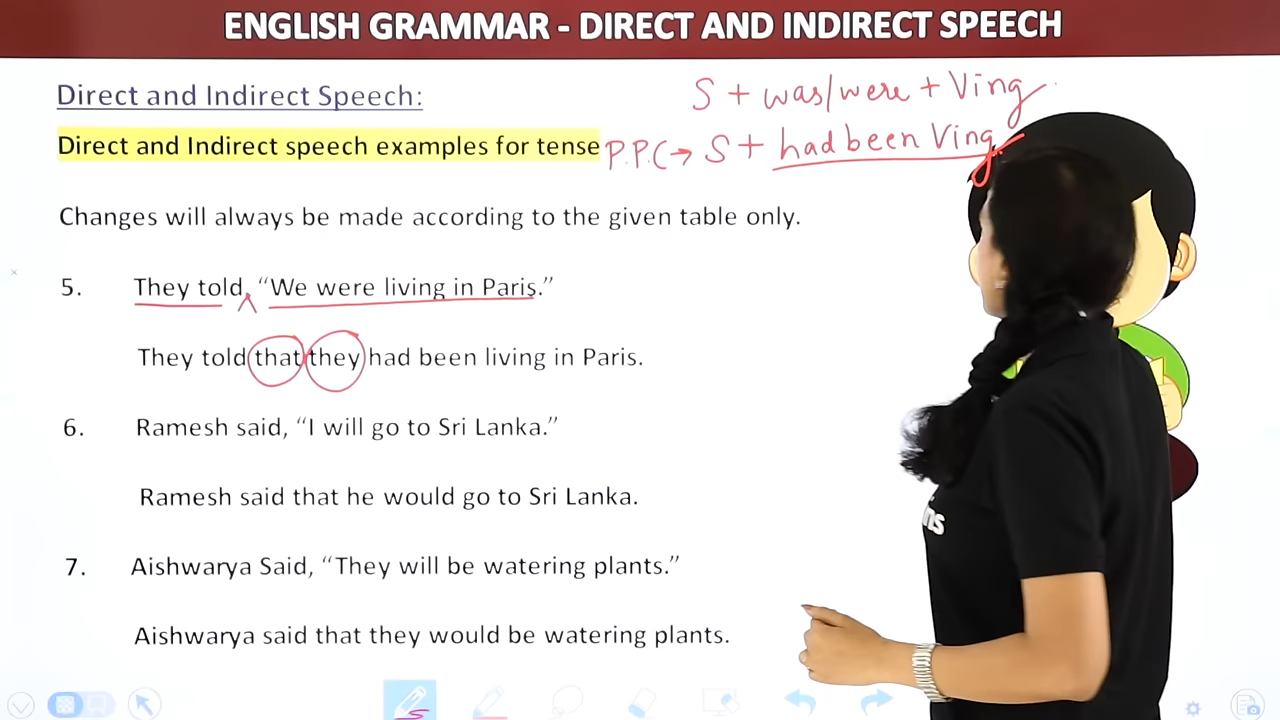 ENGLISH GRAMMAR - DIRECT AND INDIRECT SPEECH
Direct and Indirect Speech:
S + was/were + Ving
Direct and Indirect speech examples for tense
P.P.C → S + had been Ving
Changes will always be made according to the given table only.
5. They told, “We were living in Paris.”
They told that they had been living in Paris.
6. Ramesh said, “I will go to Sri Lanka.”
Ramesh said that he would go to Sri Lanka.
7. Aishwarya Said, “They will be watering plants.”
Aishwarya said that they would be watering plants.